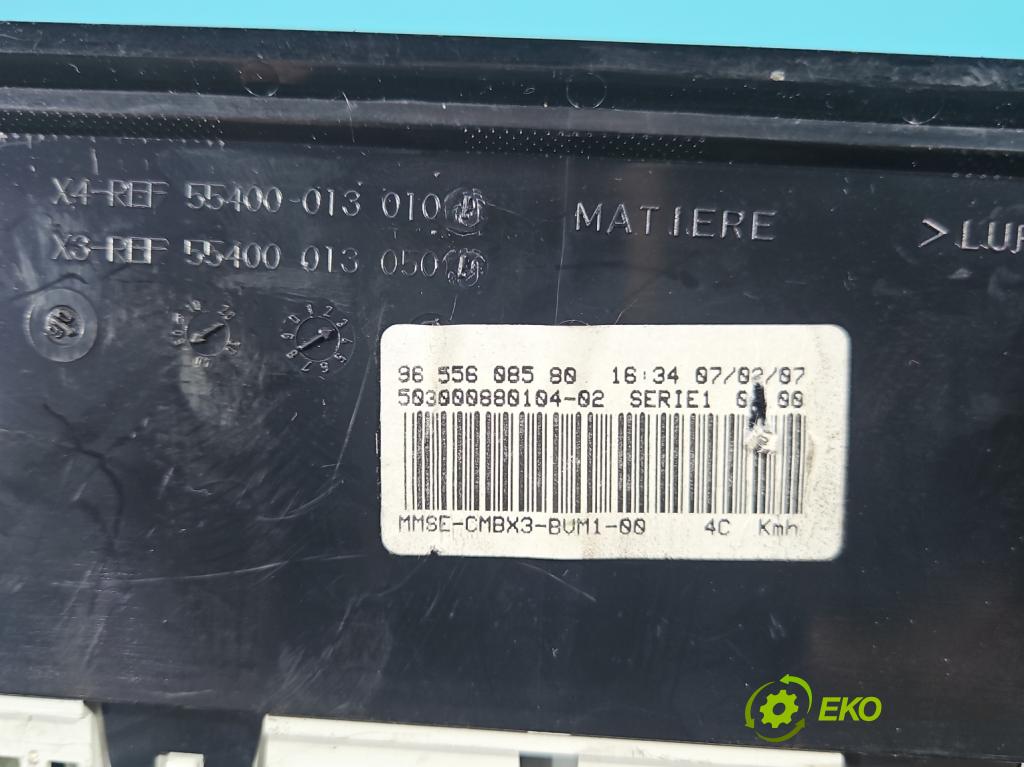 X4-REF 55400-013 010
MATIERE
X3-REF 55400 013 050
96 556 085 80 16:34 07/02/07
503000880104-02 SERIE1 00
MMSE-CMBX3-BVM1-00 4C Kmh
EKO